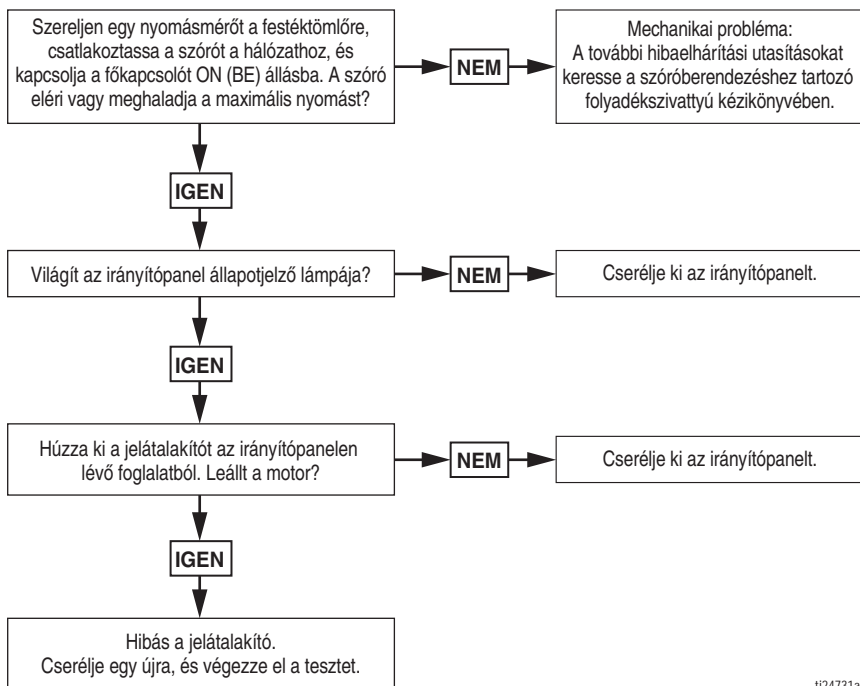 Szereljen egy nyomásmérőt a festéktömlőre,
csatlakoztassa a szórót a hálózathoz, és
kapcsolja a főkapcsolót ON (BE) állásba. A szóró
eléri vagy meghaladja a maximális nyomást?
NEM
Mechanikai probléma:
A további hibaelhárítási utasításokat
keresse a szóróberendezéshez tartozó
folyadékszivattyú kézikönyvében.
IGEN
Világít az irányítópanel állapotjelző lámpája?
NEM
Cserélje ki az irányítópanelt.
IGEN
Húzza ki a jelátalakítót az irányítópanelen
lévő foglalatból. Leállt a motor?
NEM
Cserélje ki az irányítópanelt.
IGEN
Hibás a jelátalakító.
Cserélje egy újra, és végezze el a tesztet.
ti24731a